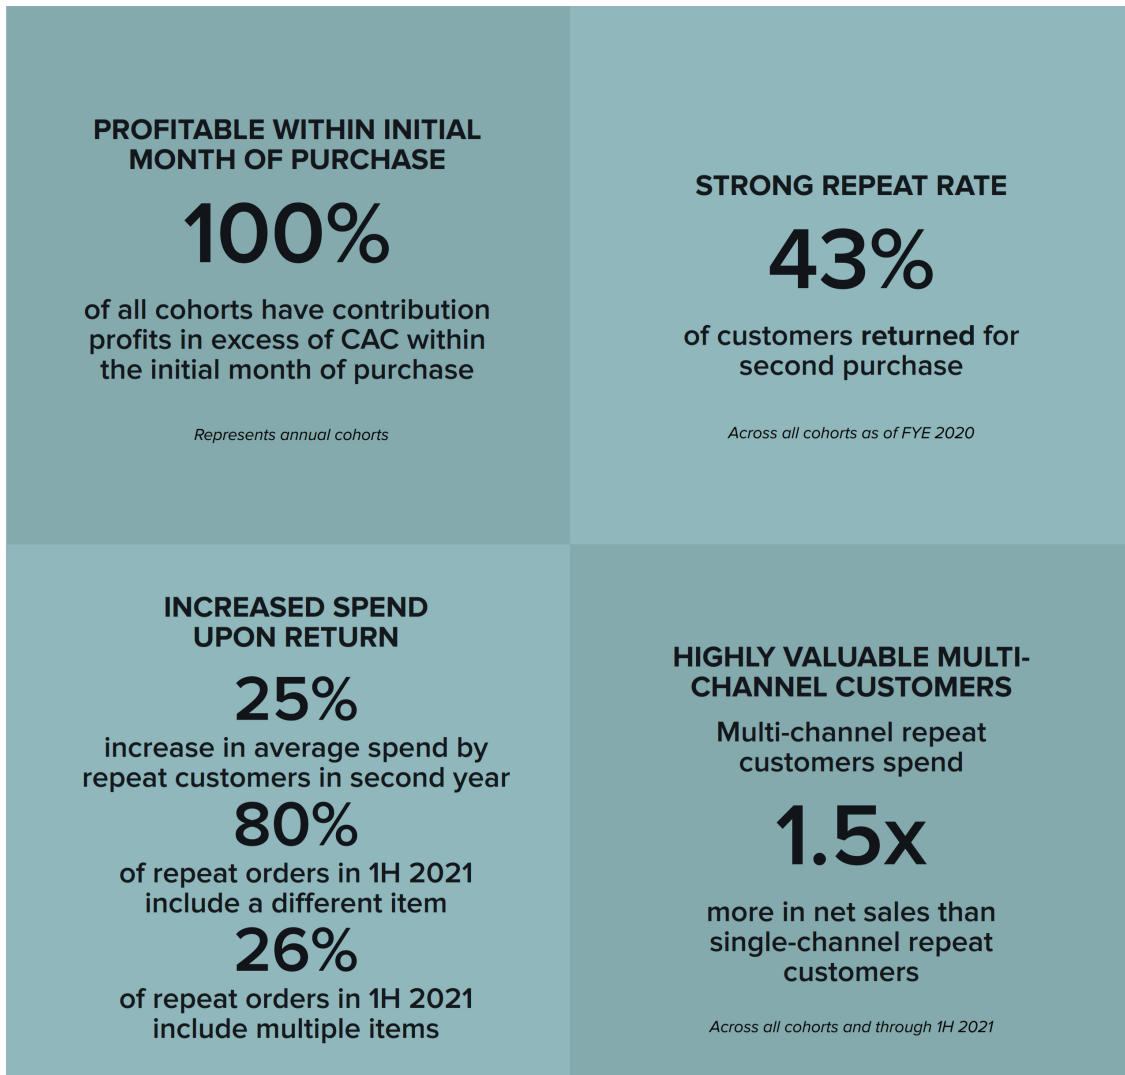 PROFITABLE WITHIN INITIAL
MONTH OF PURCHASE
100%
of all cohorts have contribution
profits in excess of CAC within
the initial month of purchase
Represents annual cohorts
STRONG REPEAT RATE
43%
of customers returned for
second purchase
Across all cohorts as of FYE 2020
INCREASED SPEND
UPON RETURN
25%
increase in average spend by
repeat customers in second year
80%
of repeat orders in 1H 2021
include a different item
26%
of repeat orders in 1H 2021
include multiple items
HIGHLY VALUABLE MULTI-
CHANNEL CUSTOMERS
Multi-channel repeat
customers spend
1.5x
more in net sales than
single-channel repeat
customers
Across all cohorts and through 1H 2021